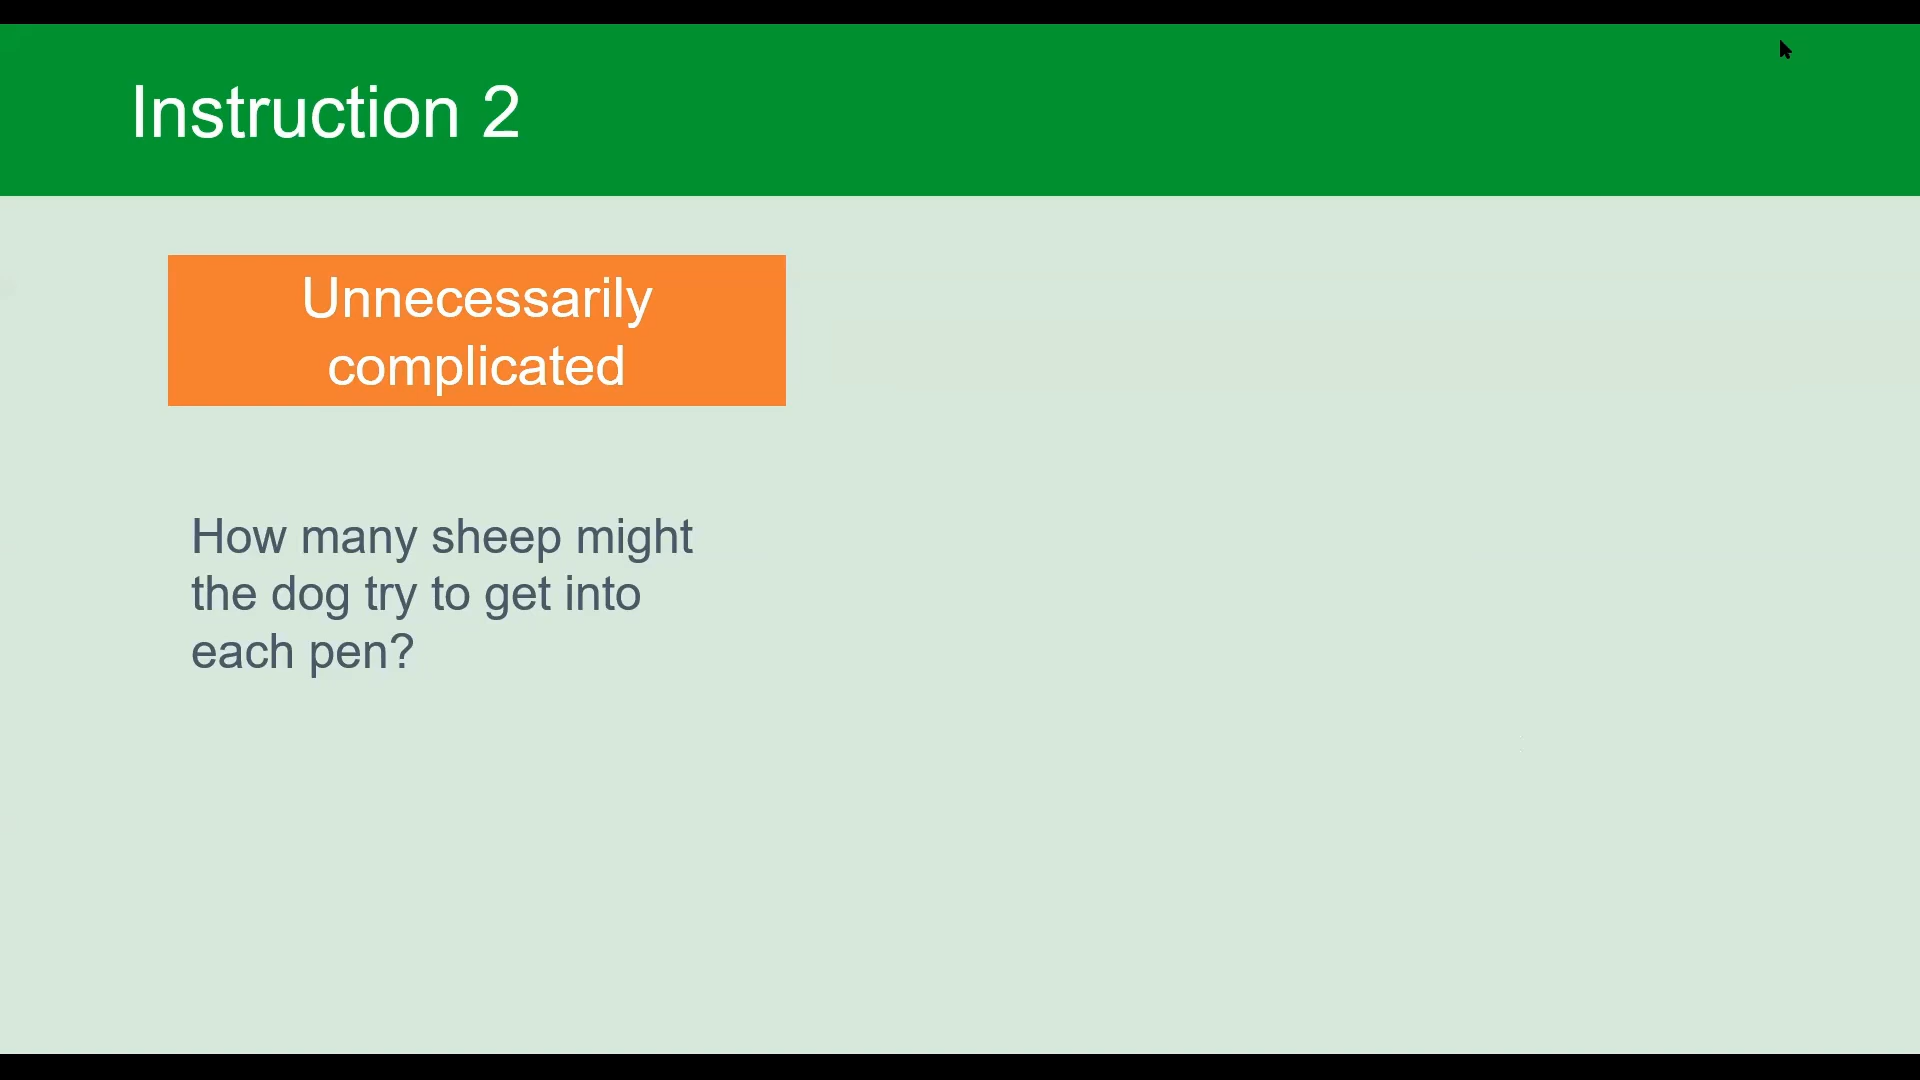 Instruction 2
Unnecessarily
complicated
How many sheep might
the dog try to get into
each pen?